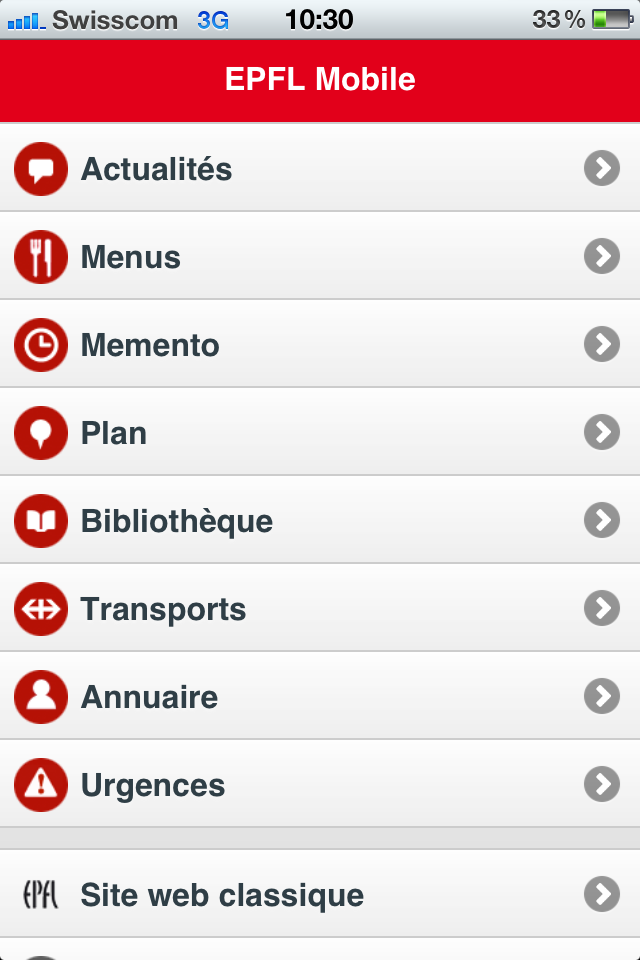 Swisscom 3G 10:30 33 %
EPFL Mobile
Actualités
Menus
Memento
Plan
Bibliothèque
Transports
Annuaire
Urgences
EPFL Site web classique